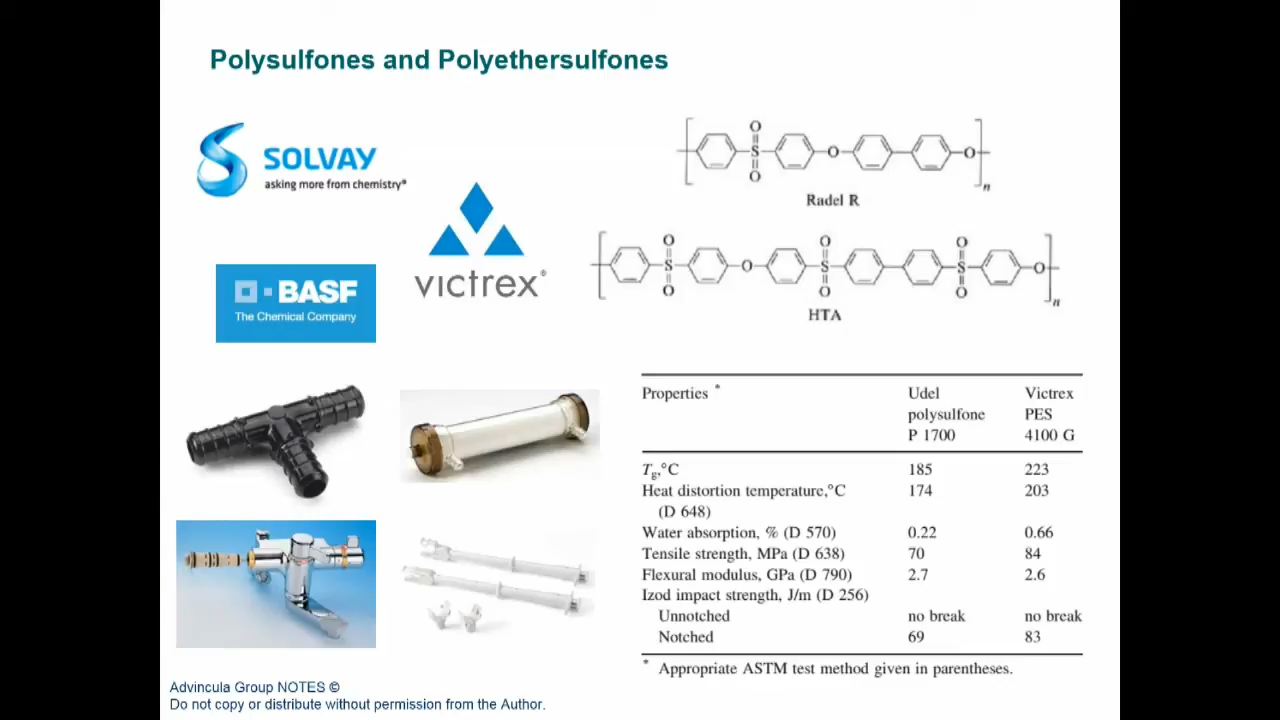 Polysulfones and Polyethersulfones
SOLVAY
asking more from chemistry®
victrex®
BASF
The Chemical Company
O
S
O
O
O
n
Radel R
O
O
O
S
O
S
S
O
O
O
O
n
HTA
Properties * Udel Victrex
polysulfone PES
P 1700 4100 G
Tg,°C 185 223
Heat distortion temperature,°C 174 203
(D 648)
Water absorption, % (D 570) 0.22 0.66
Tensile strength, MPa (D 638) 70 84
Flexural modulus, GPa (D 790) 2.7 2.6
Izod impact strength, J/m (D 256)
Unnotched no break no break
Notched 69 83
* Appropriate ASTM test method given in parentheses.
Advincula Group NOTES ©
Do not copy or distribute without permission from the Author.